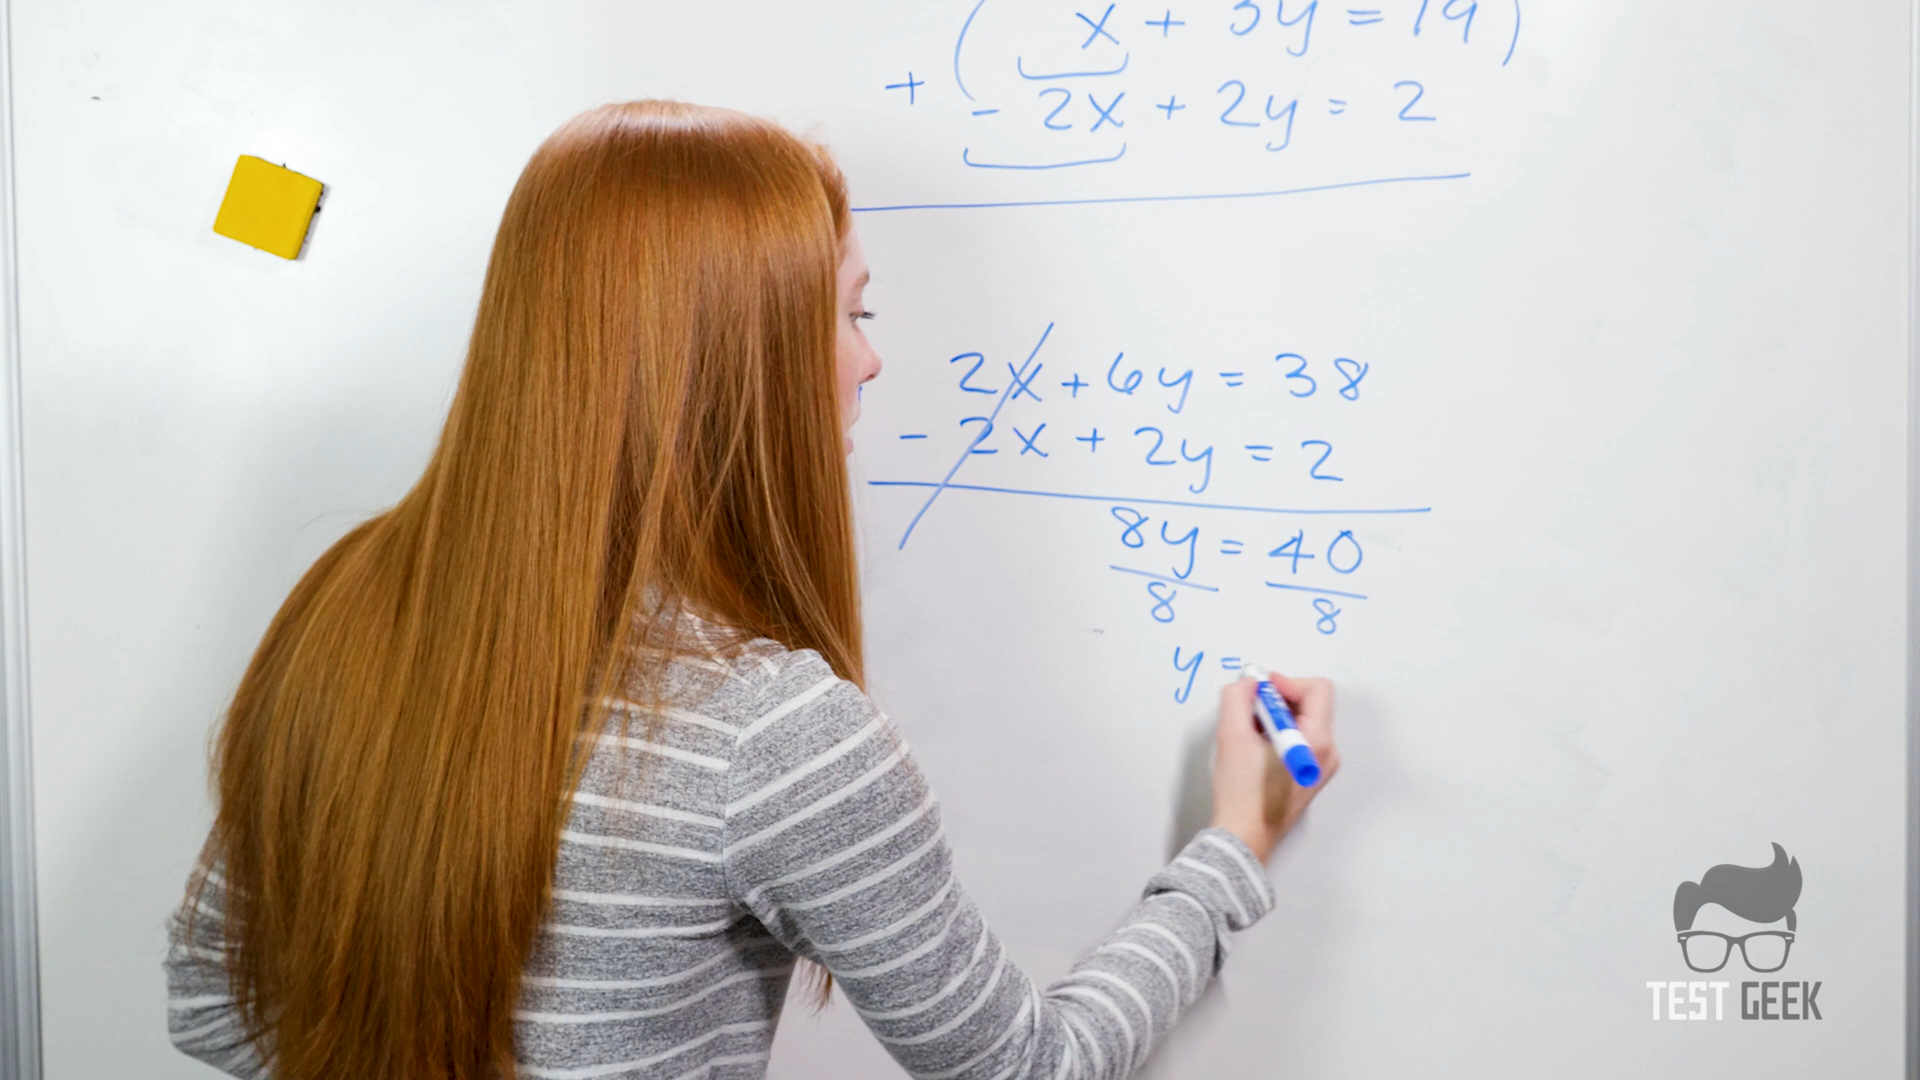 ( x + 3y = 19 )
+ - 2x + 2y = 2
2x + 6y = 38
- 2x + 2y = 2
8y = 40
8 8
y =
TEST GEEK